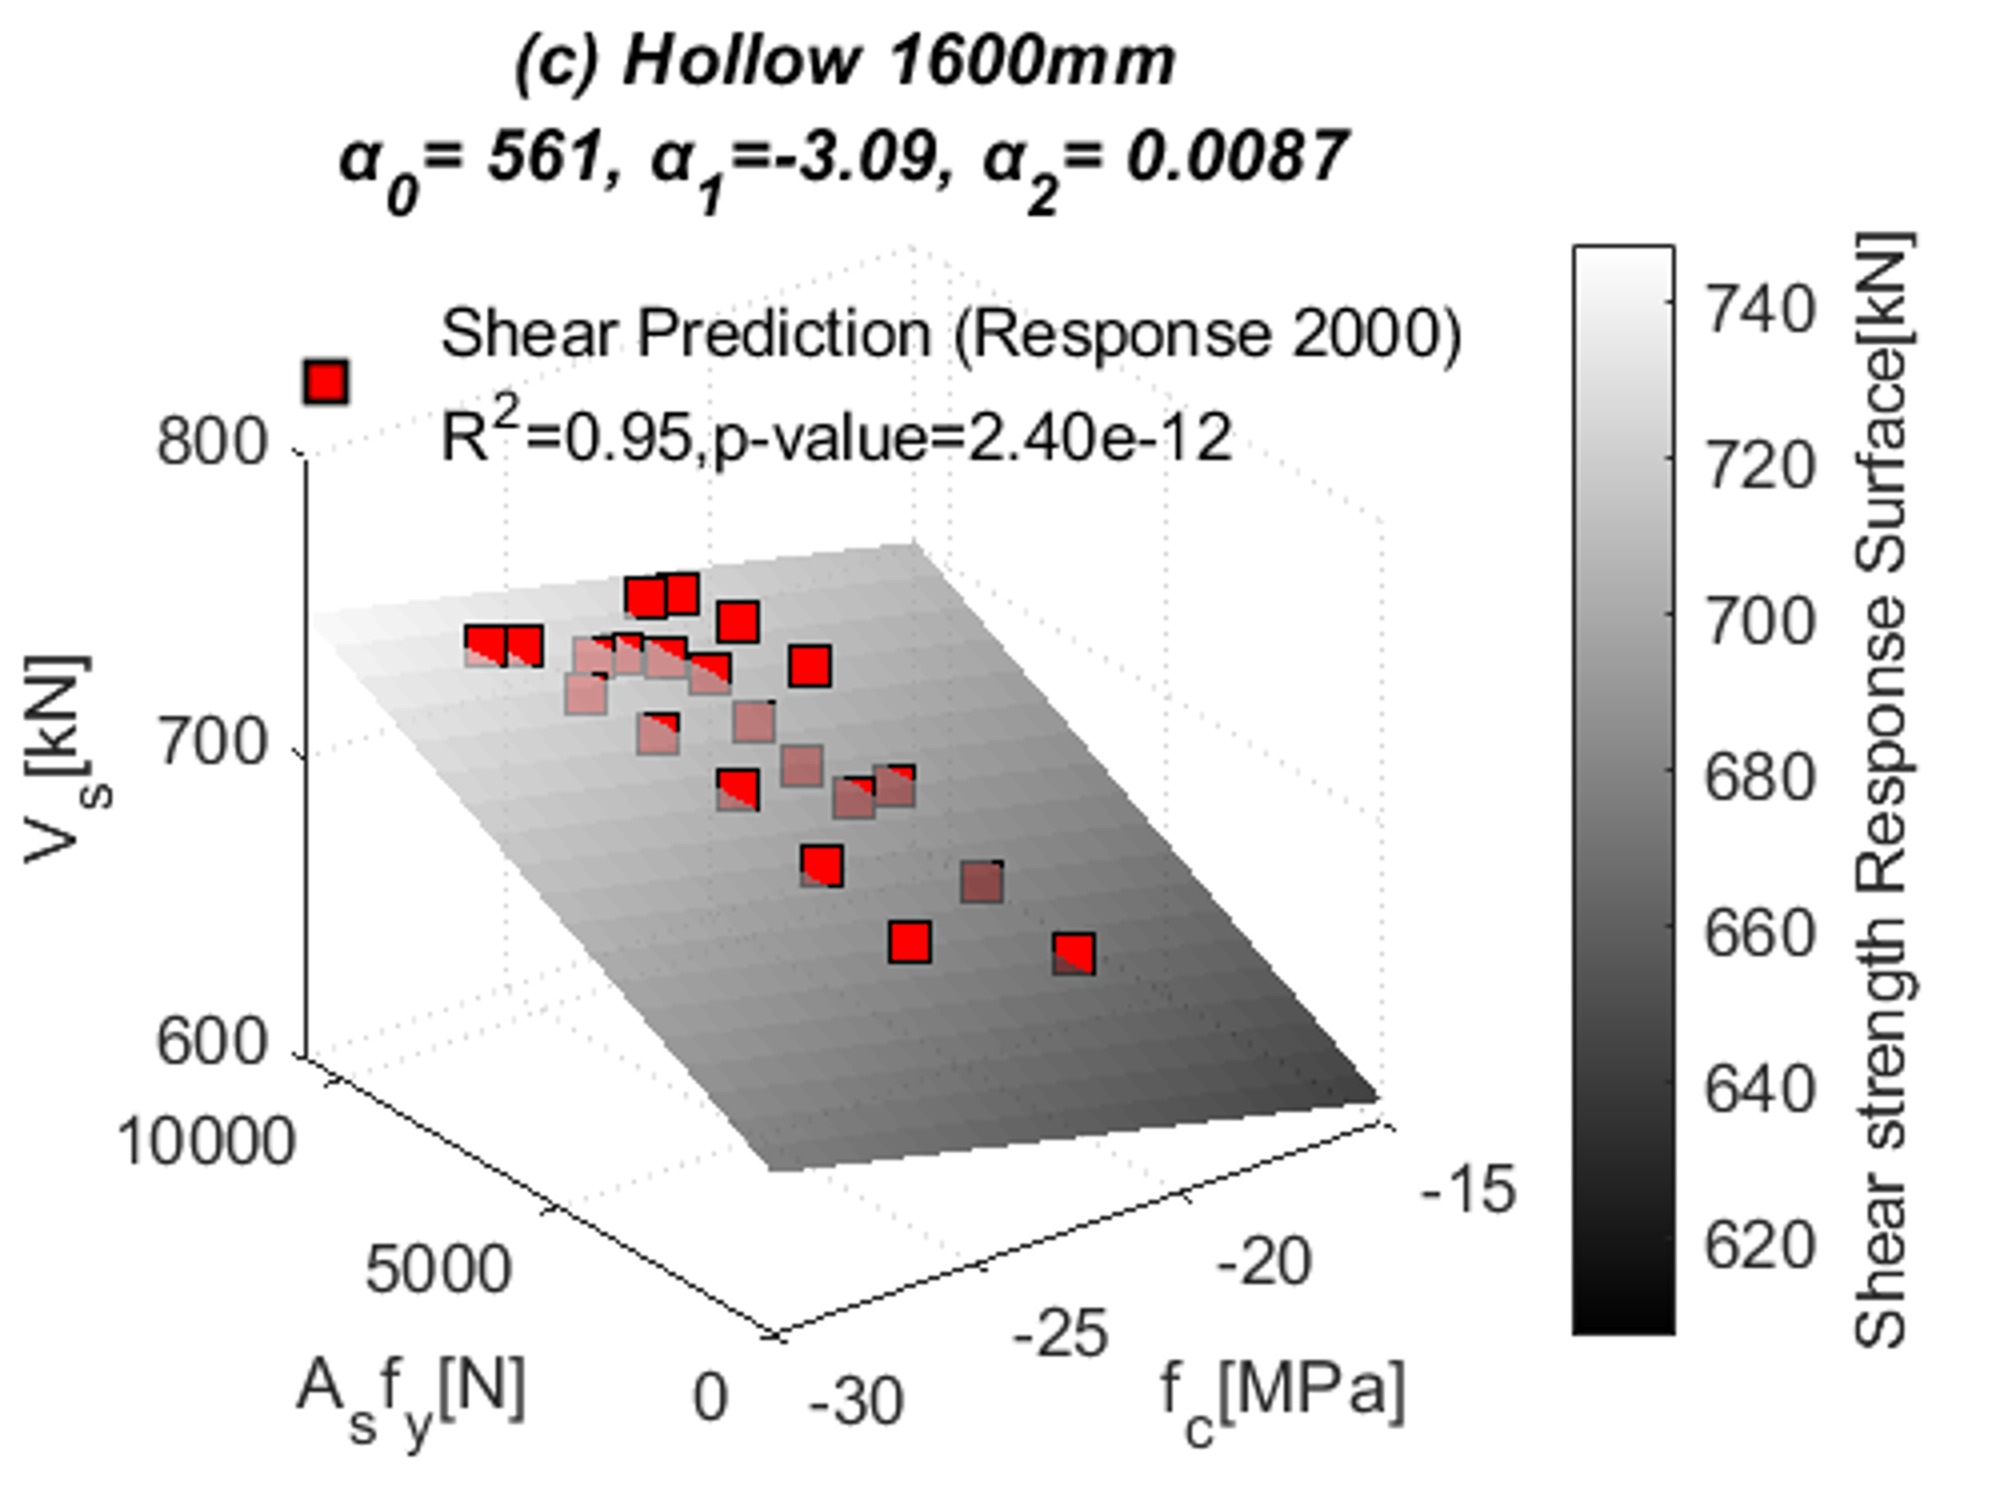 (c) Hollow 1600mm
α0= 561, α1=-3.09, α2= 0.0087
Shear Prediction (Response 2000)
R2=0.95,p-value=2.40e-12
800
700
600
Vs[kN]
10000
5000
0
Asfy[N]
-30
-25
-20
-15
fc[MPa]
740
720
700
680
660
640
620
Shear strength Response Surface[kN]